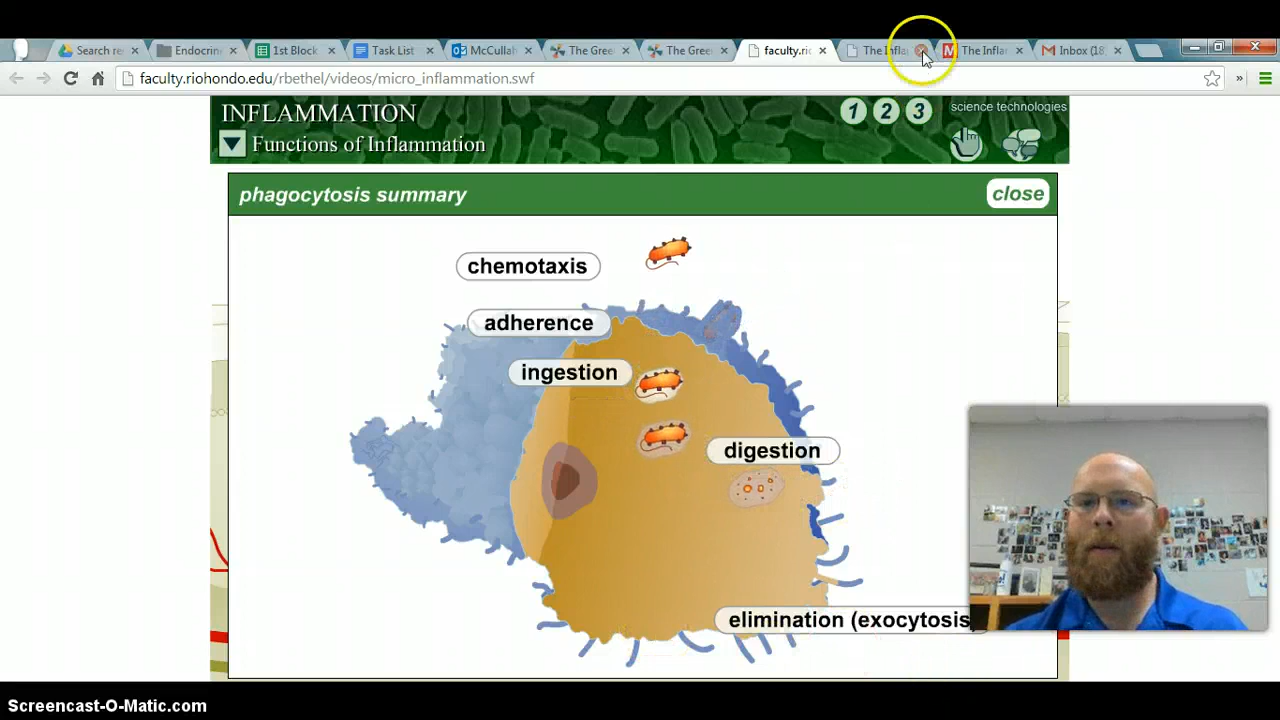 Search re
Endocrin
1st Block
Task List
McCullah
The Gree
The Gree
faculty.ric
The Infla
The Inflar
Inbox (18
faculty.riohondo.edu/rbethel/videos/micro_inflammation.swf
INFLAMMATION
1 2 3
science technologies
Functions of Inflammation
phagocytosis summary
close
chemotaxis
adherence
ingestion
digestion
elimination (exocytosis)
Screencast-O-Matic.com